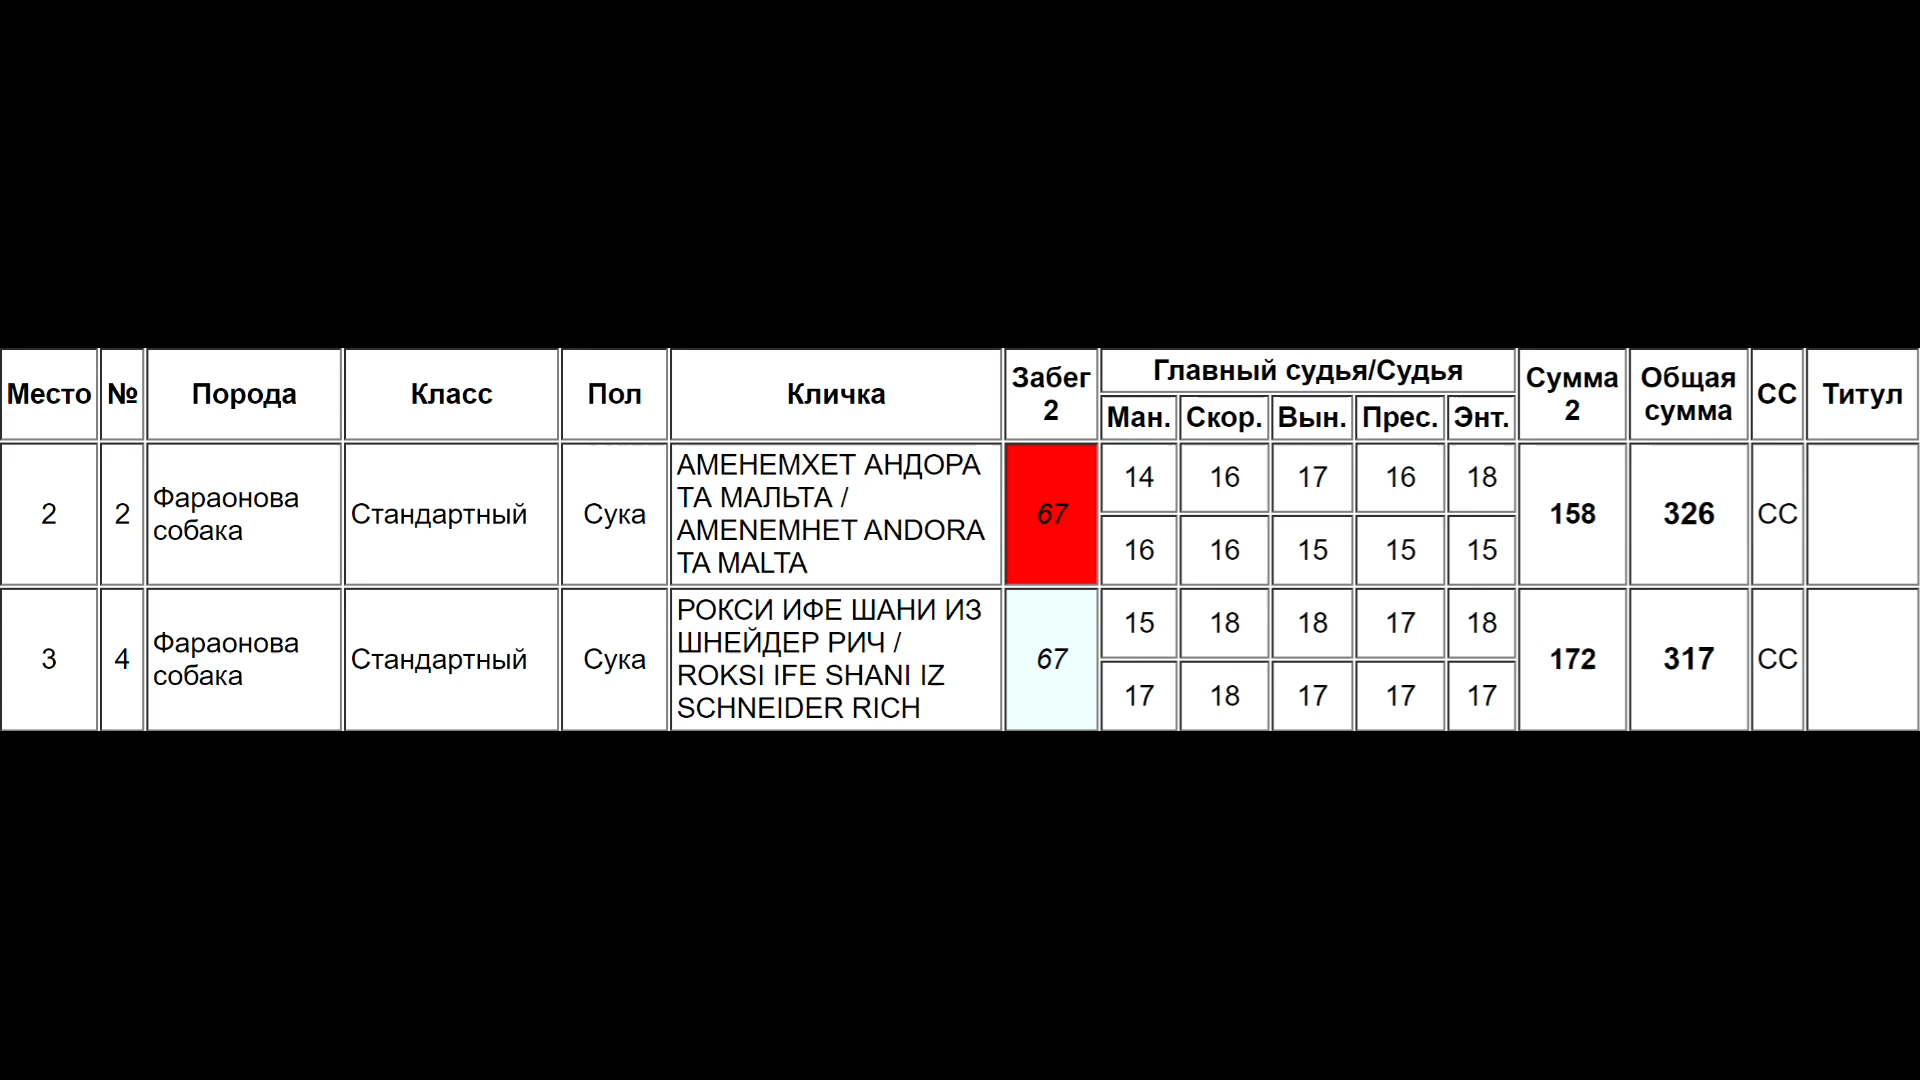 Место № Порода Класс Пол Кличка Забег 2 Главный судья/Судья Сумма 2 Общая сумма СС Титул
Ман. Скор. Вын. Прес. Энт.
2 2 Фараонова собака Стандартный Сука АМЕНЕМХЕТ АНДОРА ТА МАЛЬТА / AMENEMHET ANDORA TA MALTA 67 14 16 17 16 18 158 326 СС
16 16 15 15 15
3 4 Фараонова собака Стандартный Сука РОКСИ ИФЕ ШАНИ ИЗ ШНЕЙДЕР РИЧ / ROKSI IFE SHANI IZ SCHNEIDER RICH 67 15 18 18 17 18 172 317 СС
17 18 17 17 17